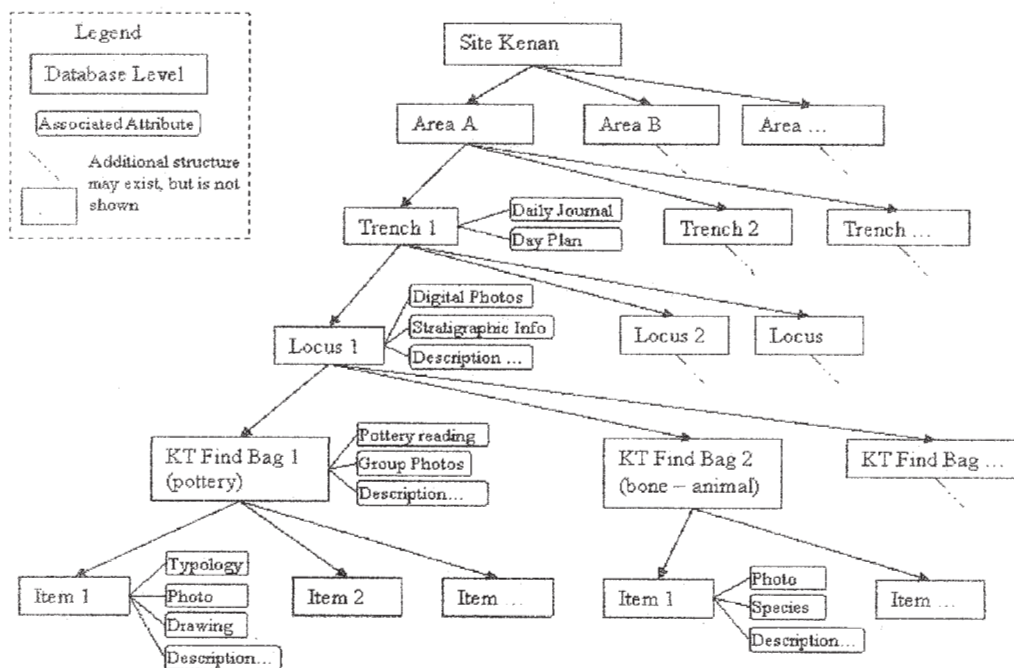 Legend
Database Level
Associated Attribute
Additional structure
may exist, but is not
shown
Site Kenan
Area A
Area B
Area ...
Trench 1
Daily Journal
Day Plan
Trench 2
Trench ...
Locus 1
Digital Photos
Stratigraphic Info
Description ...
Locus 2
Locus
KT Find Bag 1
(pottery)
Pottery reading
Group Photos
Description...
KT Find Bag 2
(bone – animal)
KT Find Bag ...
Item 1
Typology
Photo
Drawing
Description...
Item 2
Item ...
Item 1
Photo
Species
Description...
Item ...